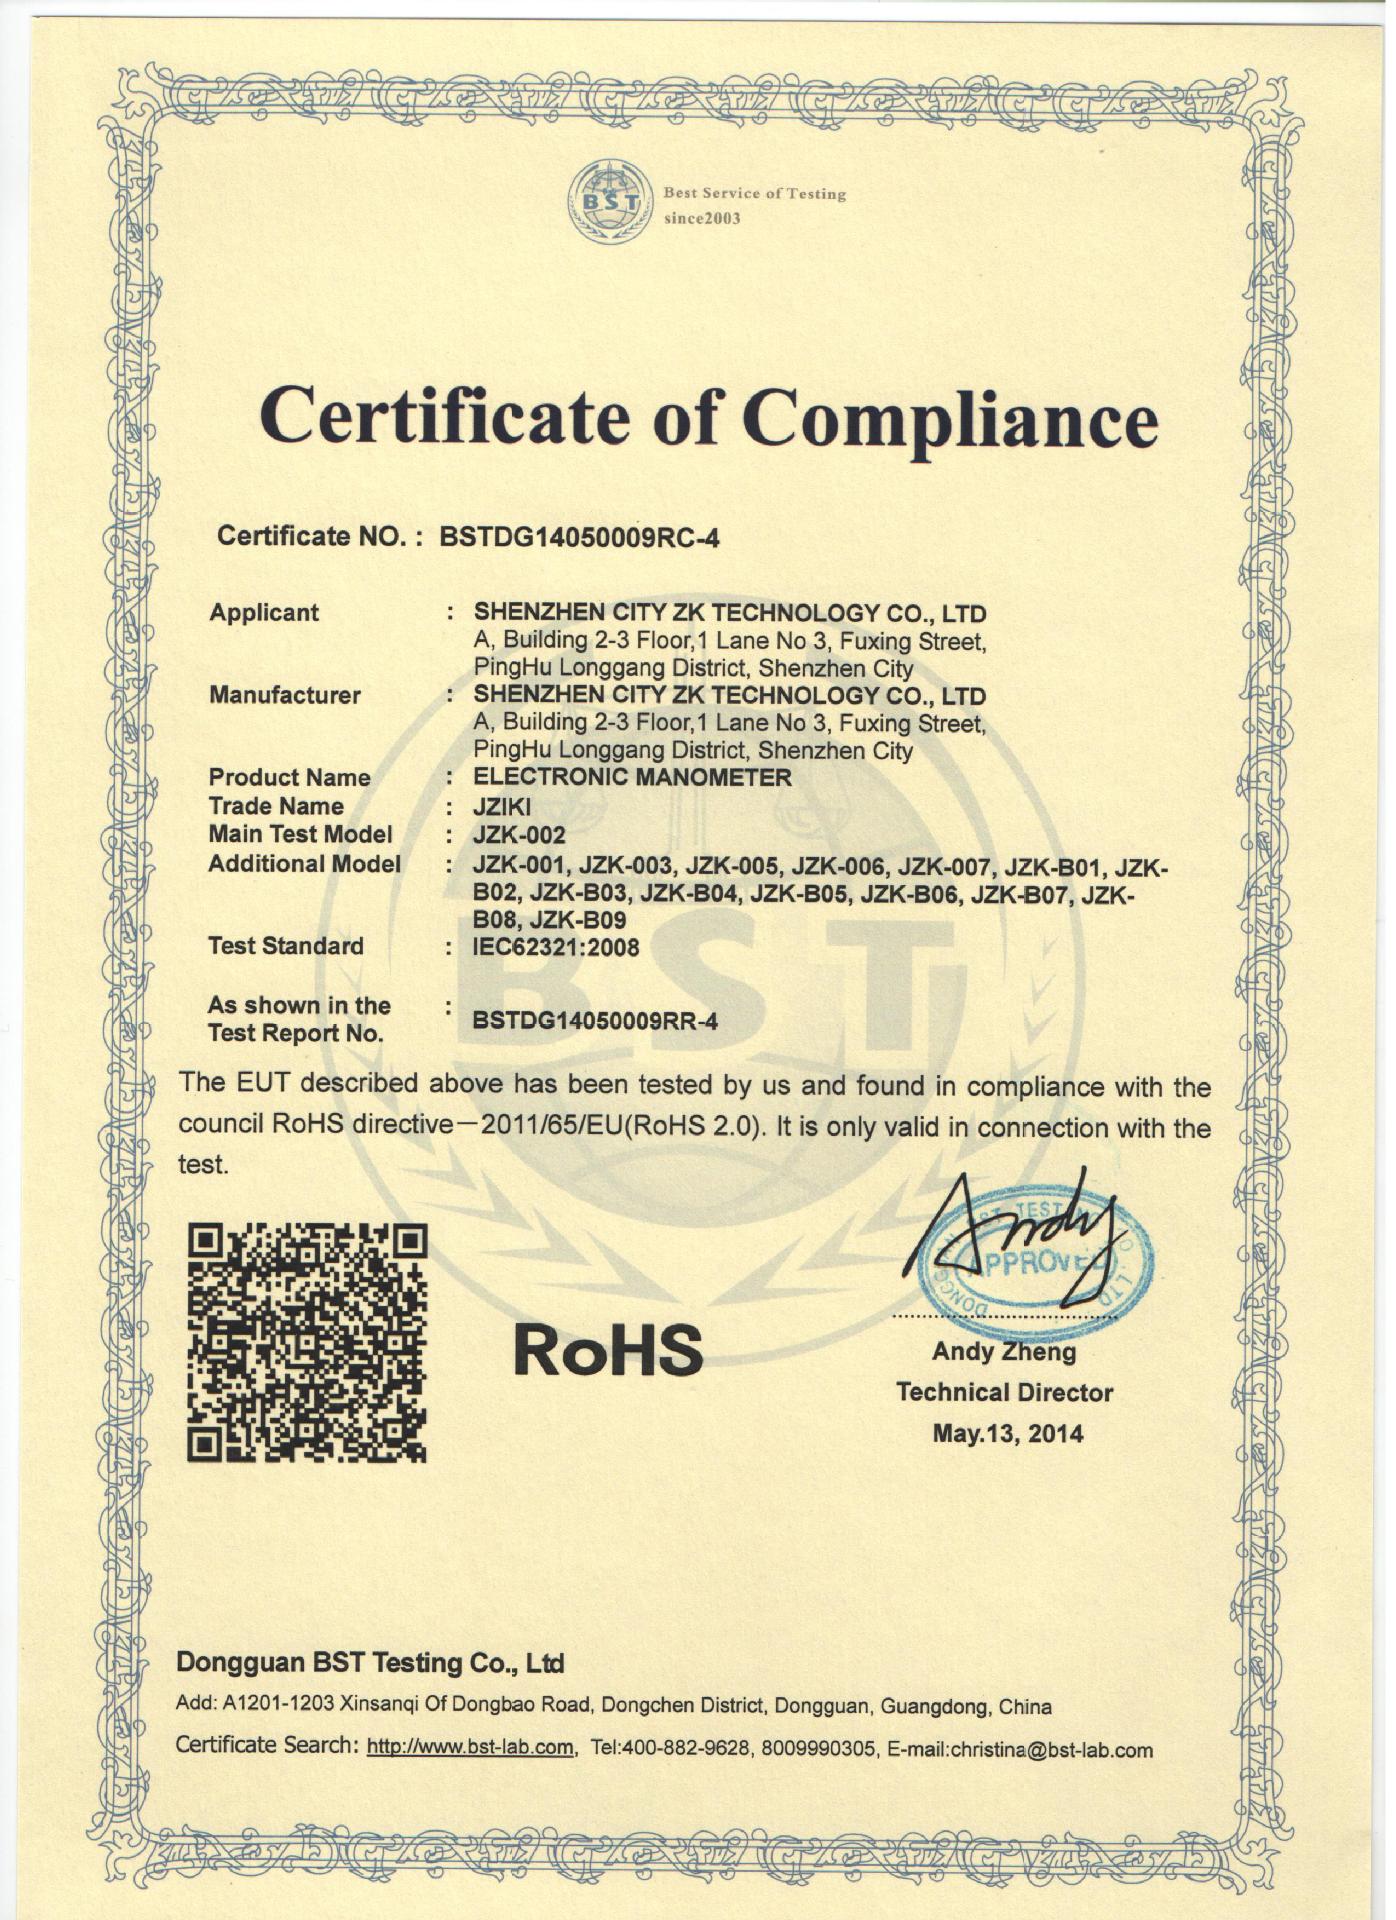 BST
Best Service of Testing
since2003
Certificate of Compliance
Certificate NO. : BSTDG14050009RC-4
Applicant : SHENZHEN CITY ZK TECHNOLOGY CO., LTD
A, Building 2-3 Floor,1 Lane No 3, Fuxing Street,
PingHu Longgang District, Shenzhen City
Manufacturer : SHENZHEN CITY ZK TECHNOLOGY CO., LTD
A, Building 2-3 Floor,1 Lane No 3, Fuxing Street,
PingHu Longgang District, Shenzhen City
Product Name : ELECTRONIC MANOMETER
Trade Name : JZIKI
Main Test Model : JZK-002
Additional Model : JZK-001, JZK-003, JZK-005, JZK-006, JZK-007, JZK-B01, JZK-
B02, JZK-B03, JZK-B04, JZK-B05, JZK-B06, JZK-B07, JZK-
B08, JZK-B09
Test Standard : IEC62321:2008
As shown in the :
Test Report No. BSTDG14050009RR-4
The EUT described above has been tested by us and found in compliance with the
council RoHS directive—2011/65/EU(RoHS 2.0). It is only valid in connection with the
test.
BST
Andy
APPROVED
RoHS
Andy Zheng
Technical Director
May.13, 2014
Dongguan BST Testing Co., Ltd
Add: A1201-1203 Xinsanqi Of Dongbao Road, Dongchen District, Dongguan, Guangdong, China
Certificate Search: http://www.bst-lab.com, Tel:400-882-9628, 8009990305, E-mail:christina@bst-lab.com